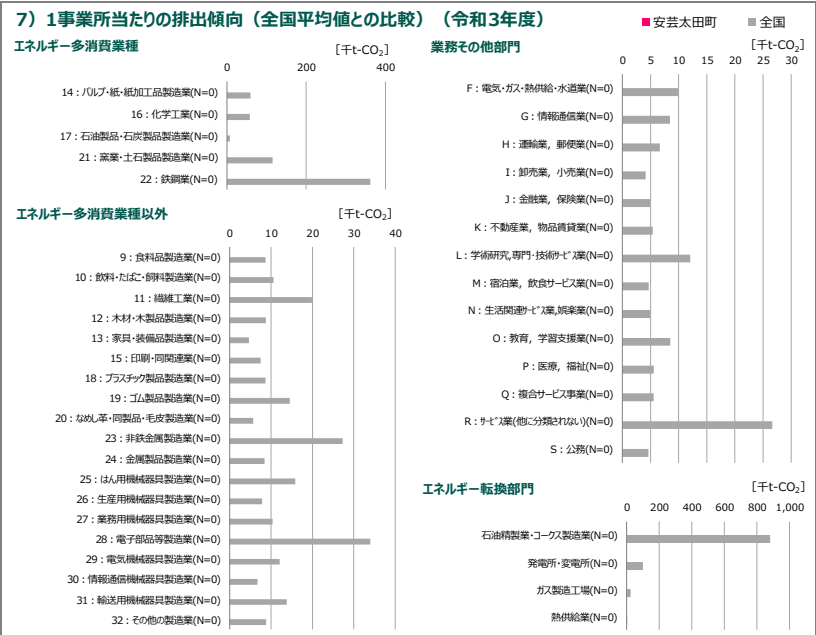 7）1事業所当たりの排出傾向（全国平均値との比較）（令和3年度）
■安芸太田町 ■全国
エネルギー多消費業種
[千t-CO₂]
0 200 400
14：パルプ・紙・紙加工品製造業(N=0)
16：化学工業(N=0)
17：石油製品・石炭製品製造業(N=0)
21：窯業・土石製品製造業(N=0)
22：鉄鋼業(N=0)
エネルギー多消費業種以外
[千t-CO₂]
0 10 20 30 40
9：食料品製造業(N=0)
10：飲料・たばこ・飼料製造業(N=0)
11：繊維工業(N=0)
12：木材・木製品製造業(N=0)
13：家具・装備品製造業(N=0)
15：印刷・同関連業(N=0)
18：プラスチック製品製造業(N=0)
19：ゴム製品製造業(N=0)
20：なめし革・同製品・毛皮製造業(N=0)
23：非鉄金属製造業(N=0)
24：金属製品製造業(N=0)
25：はん用機械器具製造業(N=0)
26：生産用機械器具製造業(N=0)
27：業務用機械器具製造業(N=0)
28：電子部品等製造業(N=0)
29：電気機械器具製造業(N=0)
30：情報通信機械器具製造業(N=0)
31：輸送用機械器具製造業(N=0)
32：その他の製造業(N=0)
業務その他部門
[千t-CO₂]
0 5 10 15 20 25 30
F：電気・ガス・熱供給・水道業(N=0)
G：情報通信業(N=0)
H：運輸業，郵便業(N=0)
I：卸売業，小売業(N=0)
J：金融業，保険業(N=0)
K：不動産業，物品賃貸業(N=0)
L：学術研究,専門・技術ｻｰﾋﾞｽ業(N=0)
M：宿泊業，飲食サービス業(N=0)
N：生活関連ｻｰﾋﾞｽ業,娯楽業(N=0)
O：教育，学習支援業(N=0)
P：医療，福祉(N=0)
Q：複合サービス事業(N=0)
R：ｻｰﾋﾞｽ業(他に分類されない)(N=0)
S：公務(N=0)
エネルギー転換部門
[千t-CO₂]
0 200 400 600 800 1,000
石油精製業・コークス製造業(N=0)
発電所・変電所(N=0)
ガス製造工場(N=0)
熱供給業(N=0)